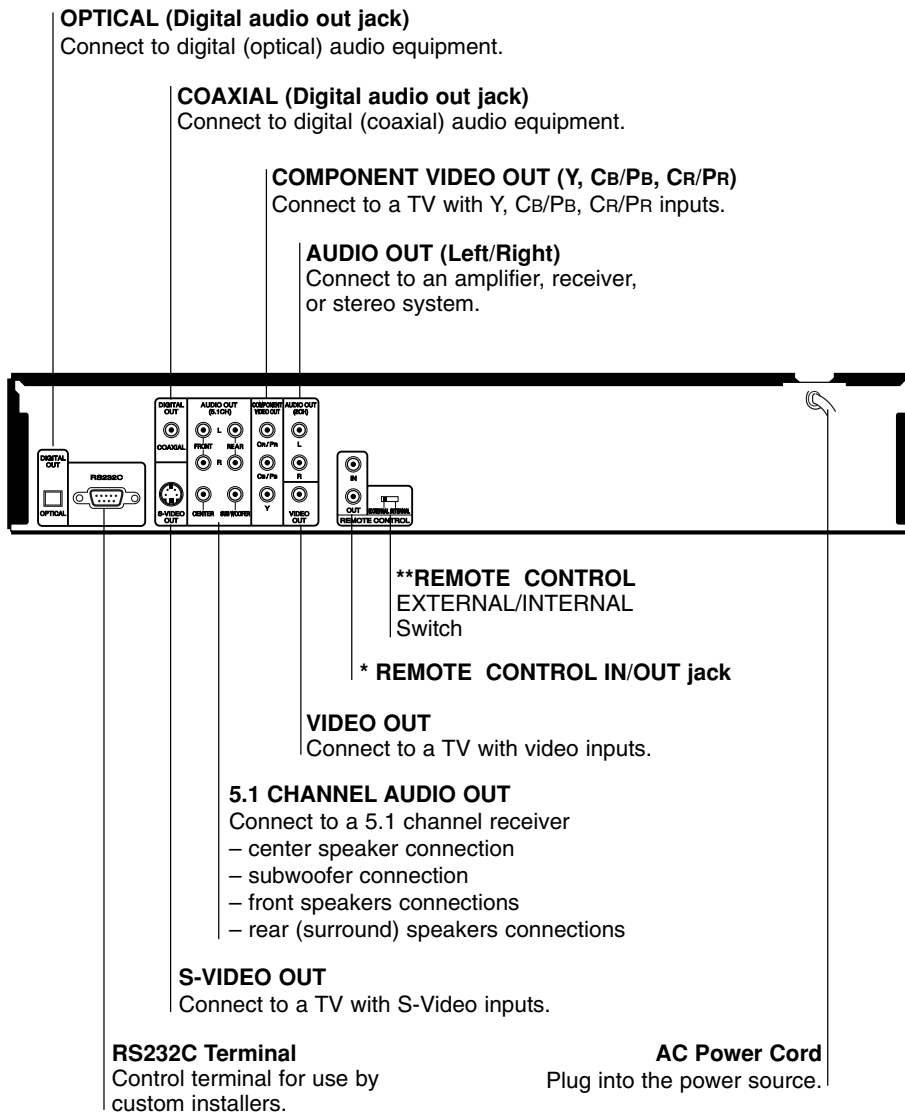 OPTICAL (Digital audio out jack)
Connect to digital (optical) audio equipment.
COAXIAL (Digital audio out jack)
Connect to digital (coaxial) audio equipment.
COMPONENT VIDEO OUT (Y, CB/PB, CR/PR)
Connect to a TV with Y, CB/PB, CR/PR inputs.
AUDIO OUT (Left/Right)
Connect to an amplifier, receiver,
or stereo system.
DIGITAL
OUT
OPTICAL
RS232C
DIGITAL
OUT
COAXIAL
S-VIDEO
OUT
AUDIO OUT
(5.1CH)
L
FRONT REAR
R
CENTER SUB WOOFER
COMPONENT
VIDEO OUT
CR/PR
CB/PB
Y
AUDIO OUT
(2CH)
L
R
VIDEO
OUT
IN
OUT
EXTERNAL INTERNAL
REMOTE CONTROL
**REMOTE CONTROL
EXTERNAL/INTERNAL
Switch
* REMOTE CONTROL IN/OUT jack
VIDEO OUT
Connect to a TV with video inputs.
5.1 CHANNEL AUDIO OUT
Connect to a 5.1 channel receiver
– center speaker connection
– subwoofer connection
– front speakers connections
– rear (surround) speakers connections
S-VIDEO OUT
Connect to a TV with S-Video inputs.
RS232C Terminal
Control terminal for use by
custom installers.
AC Power Cord
Plug into the power source.